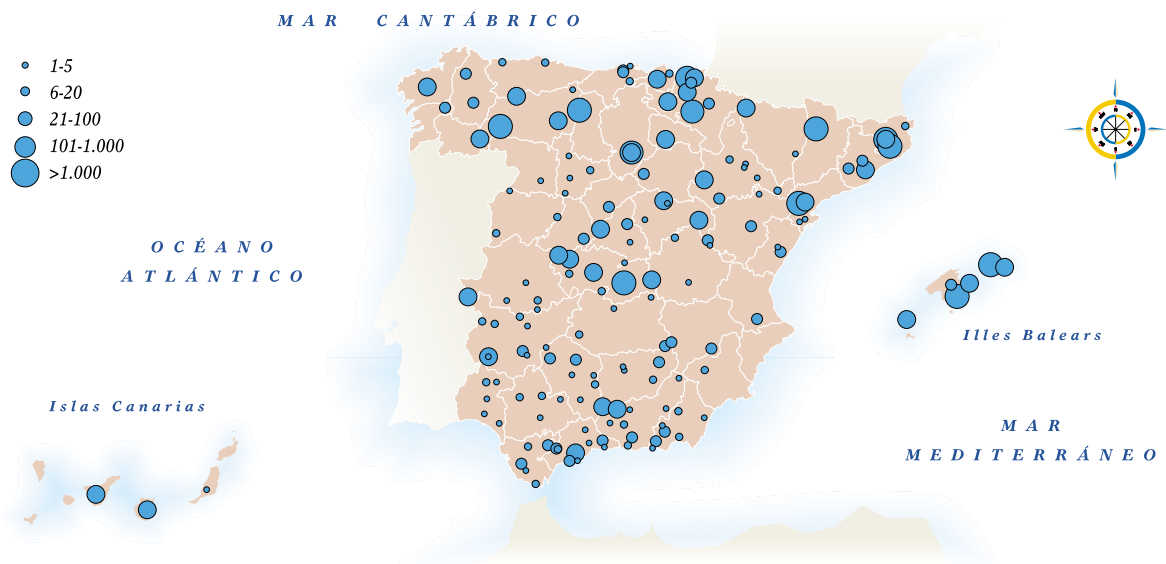 MAR CANTÁBRICO
1-5
6-20
21-100
101-1.000
>1.000
OCÉANO
ATLÁNTICO
Illes Balears
Islas Canarias
MAR
MEDITERRÁNEO